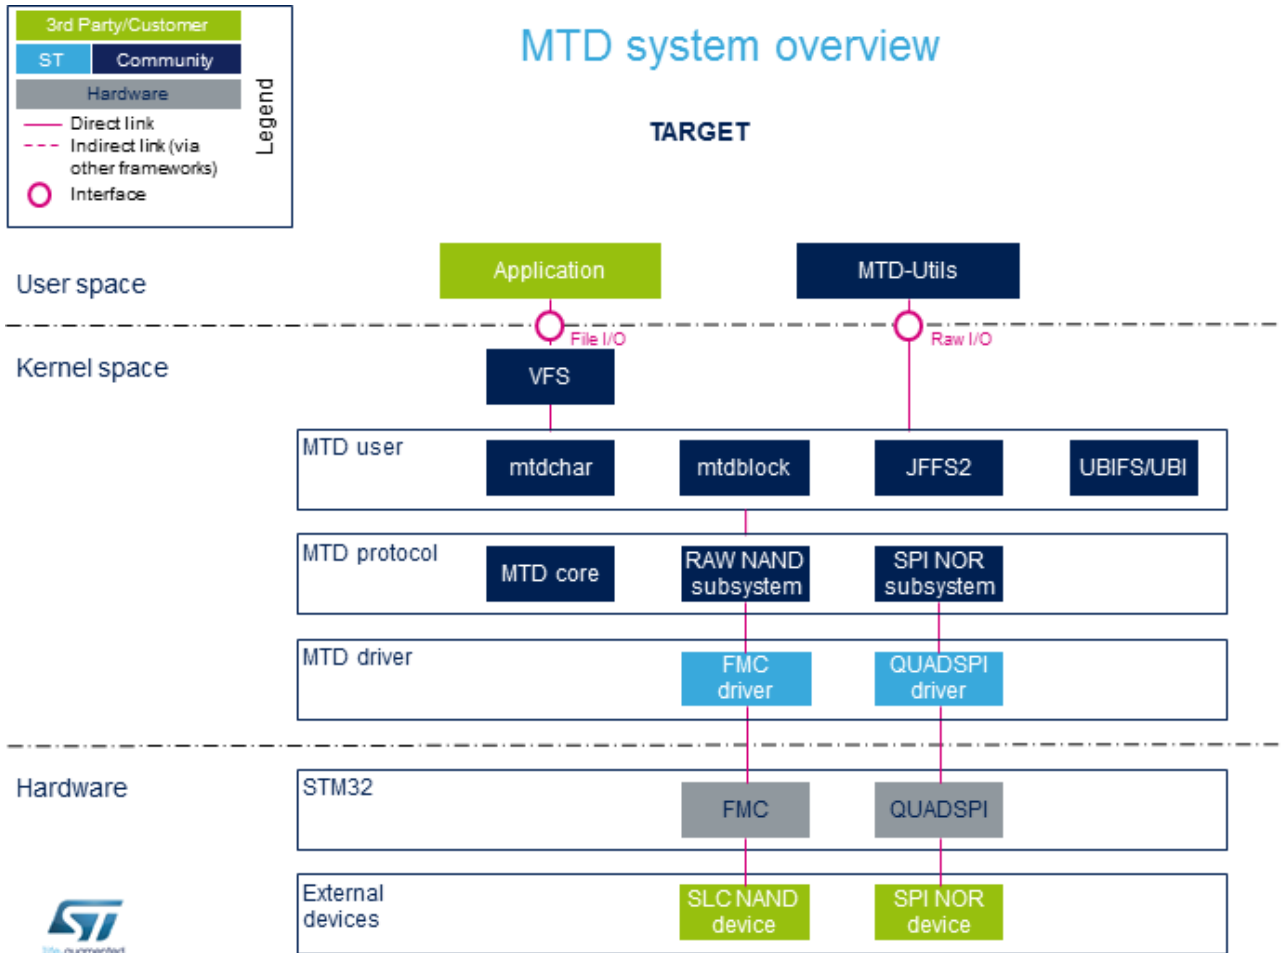 3rd Party/Customer
ST
Community
Hardware
Direct link
Indirect link (via
other frameworks)
Interface
Legend
MTD system overview
TARGET
User space
Application
MTD-Utils
File I/O
Raw I/O
Kernel space
VFS
MTD user
mtdchar
mtdblock
JFFS2
UBIFS/UBI
MTD protocol
MTD core
RAW NAND
subsystem
SPI NOR
subsystem
MTD driver
FMC
driver
QUADSPI
driver
Hardware
STM32
FMC
QUADSPI
External
devices
SLC NAND
device
SPI NOR
device
ST
life.augmented